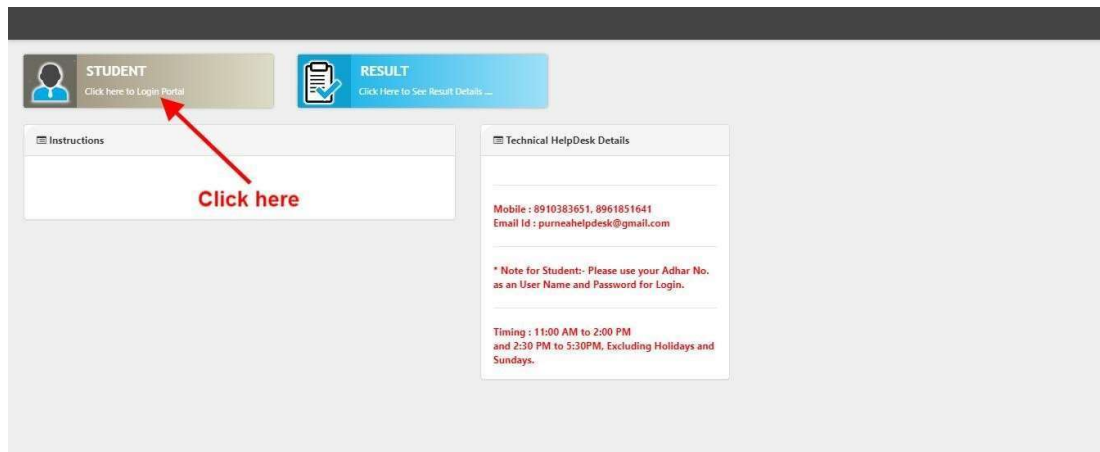 STUDENT
Click here to Login Portal
RESULT
Click Here to See Result Details ...
Instructions
Click here
Technical HelpDesk Details
Mobile : 8910383651, 8961851641
Email Id : purneahelpdesk@gmail.com
* Note for Student:- Please use your Adhar No.
as an User Name and Password for Login.
Timing : 11:00 AM to 2:00 PM
and 2:30 PM to 5:30PM, Excluding Holidays and
Sundays.